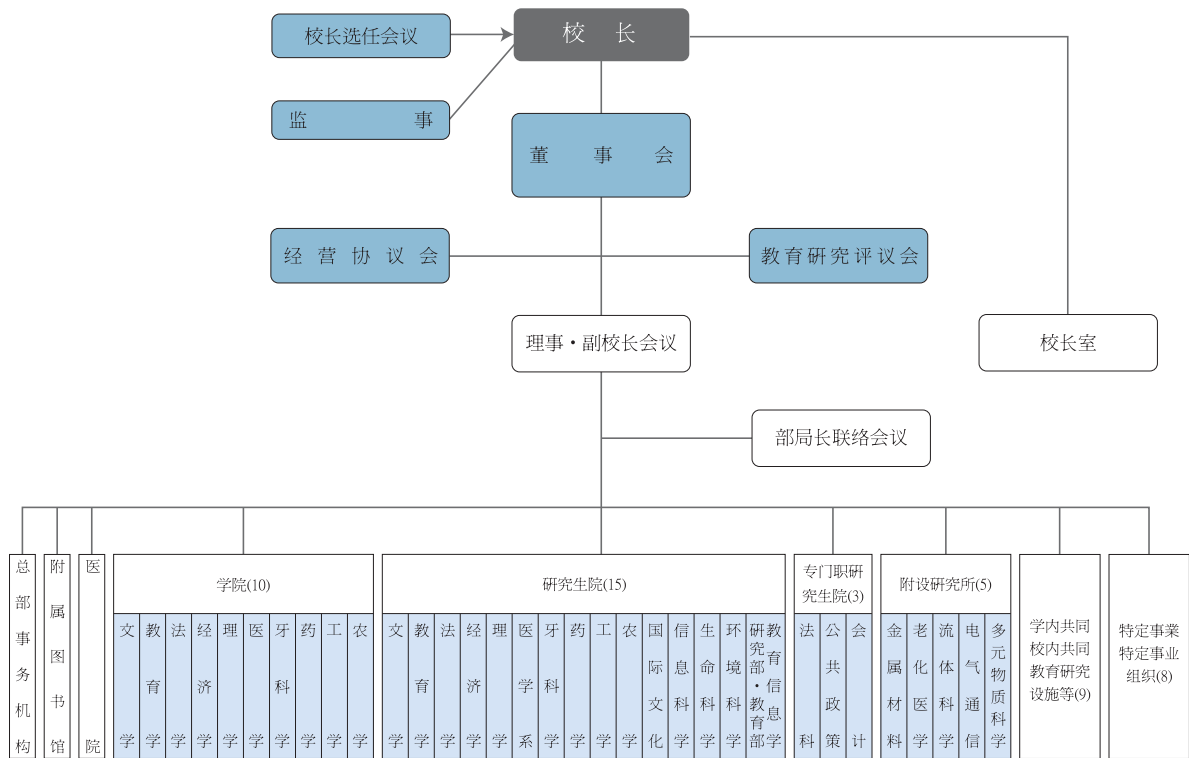 校长选任会议
校 长
监 事
董 事 会
经 营 协 议 会
教育研究评议会
理事·副校长会议
校长室
部局长联络会议
总部事务机构
附属图书馆
医院
学院(10)
文学
教育学
法学
经济学
理学
医学
牙科学
药学
工学
农学
研究生院(15)
文学
教育学
法学
经济学
理学
医学系
牙科学
药学
工学
农学
国际文化
信息科学
生命科学
环境科学
教育信息学
研究部·教育部
专门职研
究生院(3)
法科
公共政策
会计
附设研究所(5)
金属材料
老化医学
流体科学
电气通信
多元物质科学
学内共同
校内共同
教育研究
设施等(9)
特定事業
特定事业
组织(8)